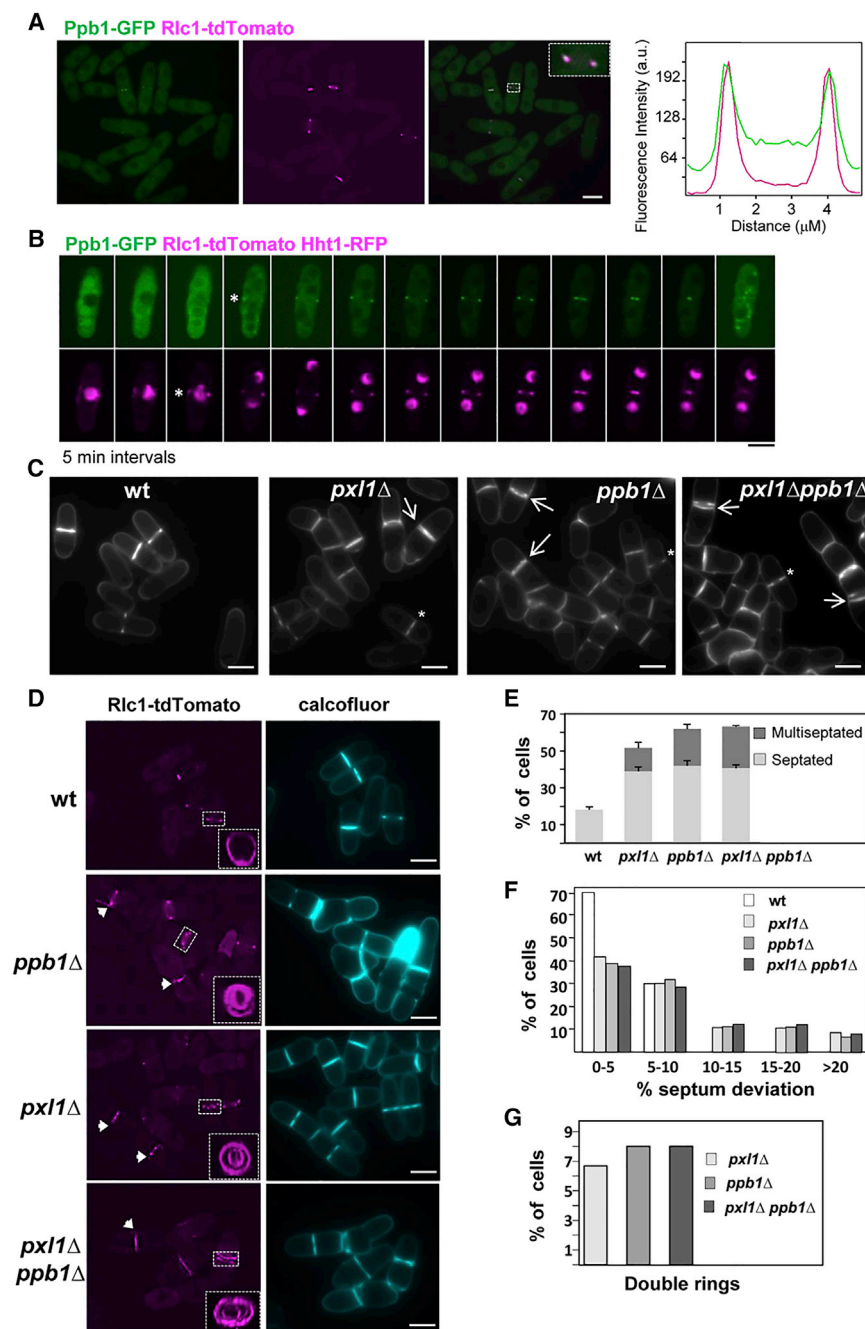 A
Ppb1-GFP Rlc1-tdTomato
Fluorescence Intensity (a.u.)
192
128
64
1 2 3 4
Distance (μM)
B
Ppb1-GFP Rlc1-tdTomato Hht1-RFP
*
*
5 min intervals
C
wt
pxl1Δ
ppb1Δ
pxl1Δppb1Δ
*
*
*
D
Rlc1-tdTomato
calcofluor
wt
ppb1Δ
pxl1Δ
pxl1Δ
ppb1Δ
E
% of cells
70
50
30
10
Multiseptated
Septated
wt pxl1Δ ppb1Δ pxl1Δ ppb1Δ
F
% of cells
70
60
50
40
30
20
10
wt
pxl1Δ
ppb1Δ
pxl1Δ ppb1Δ
0-5 5-10 10-15 15-20 >20
% septum deviation
G
% of cells
9
7
5
3
1
pxl1Δ
ppb1Δ
pxl1Δ ppb1Δ
Double rings